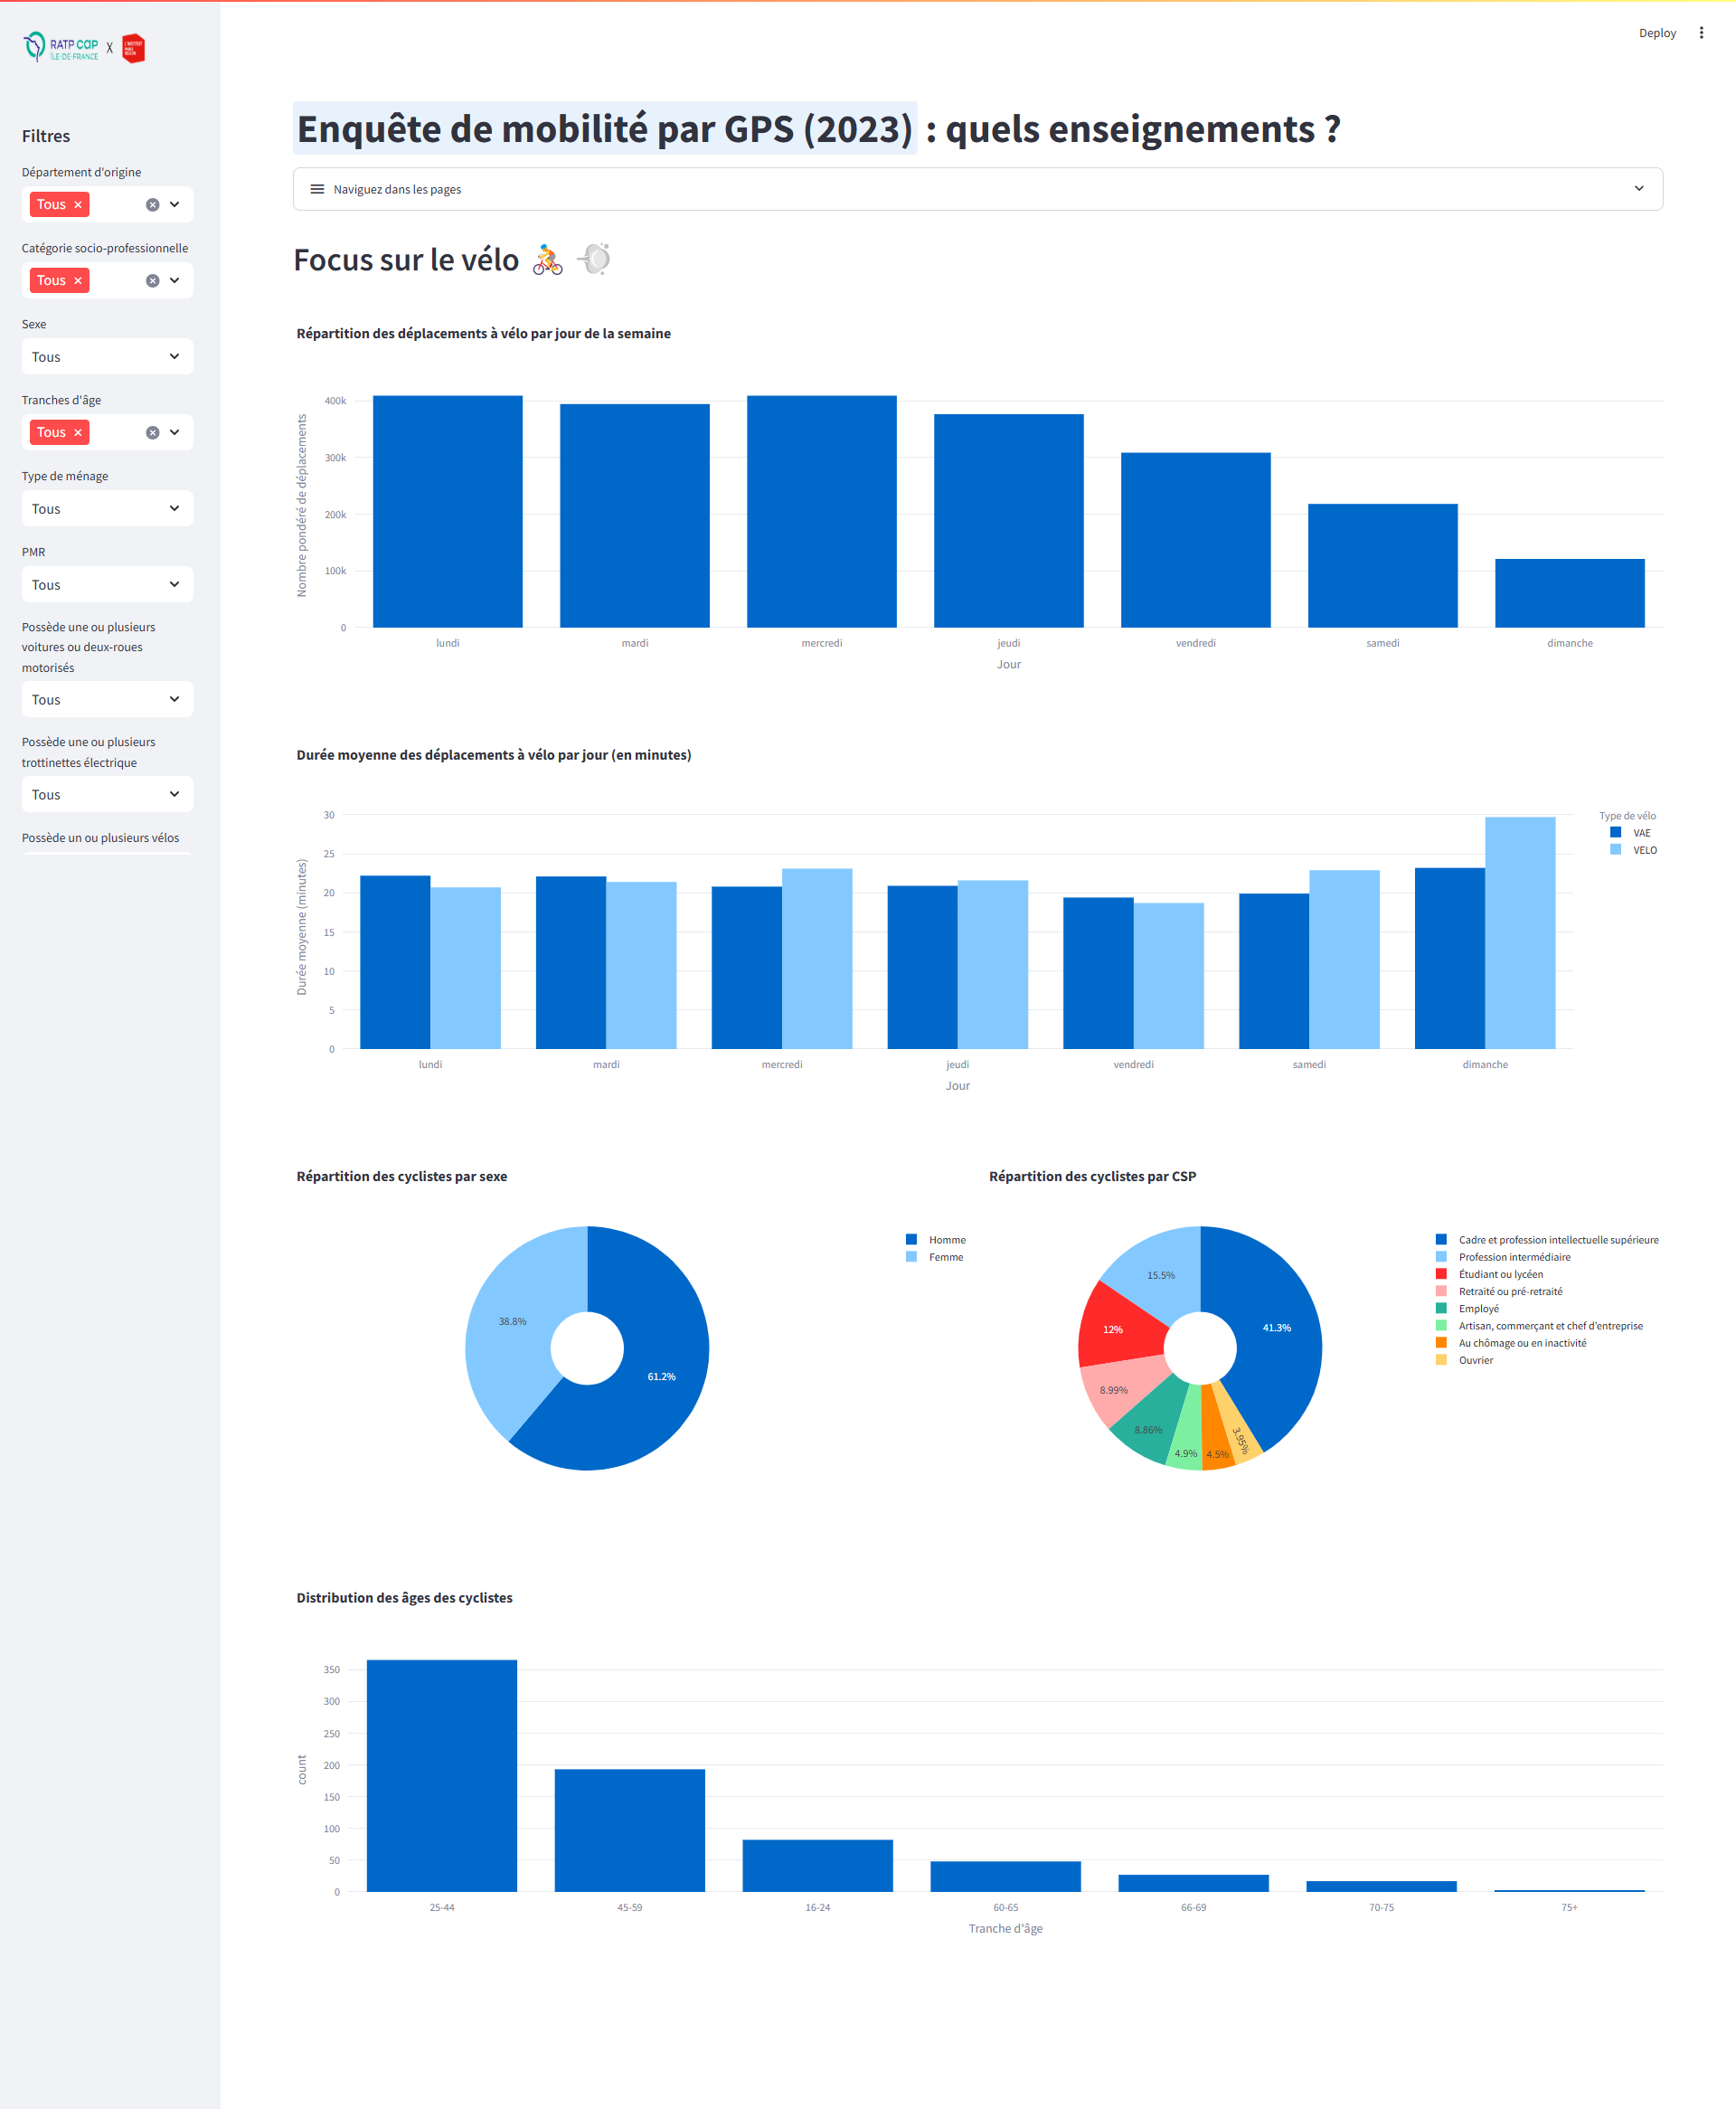 RATP CAP
ÎLE-DE-FRANCE
X
L'INSTITUT
PARIS
REGION
Deploy
Filtres
Département d'origine
Tous
Catégorie socio-professionnelle
Tous
Sexe
Tous
Tranches d'âge
Tous
Type de ménage
Tous
PMR
Tous
Possède une ou plusieurs
voitures ou deux-roues
motorisés
Tous
Possède une ou plusieurs
trottinettes électrique
Tous
Possède un ou plusieurs vélos
Enquête de mobilité par GPS (2023) : quels enseignements ?
Naviguez dans les pages
Focus sur le vélo
Répartition des déplacements à vélo par jour de la semaine
Nombre pondéré de déplacements
400k
300k
200k
100k
0
lundi mardi mercredi jeudi vendredi samedi dimanche
Jour
Durée moyenne des déplacements à vélo par jour (en minutes)
Durée moyenne (minutes)
30
25
20
15
10
5
0
lundi mardi mercredi jeudi vendredi samedi dimanche
Jour
Type de vélo
VAE
VELO
Répartition des cyclistes par sexe
38.8%
61.2%
Homme
Femme
Répartition des cyclistes par CSP
15.5%
41.3%
12%
8.99%
8.86%
4.9%
4.5%
3.95%
Cadre et profession intellectuelle supérieure
Profession intermédiaire
Étudiant ou lycéen
Retraité ou pré-retraité
Employé
Artisan, commerçant et chef d'entreprise
Au chômage ou en inactivité
Ouvrier
Distribution des âges des cyclistes
count
350
300
250
200
150
100
50
0
25-44 45-59 16-24 60-65 66-69 70-75 75+
Tranche d'âge